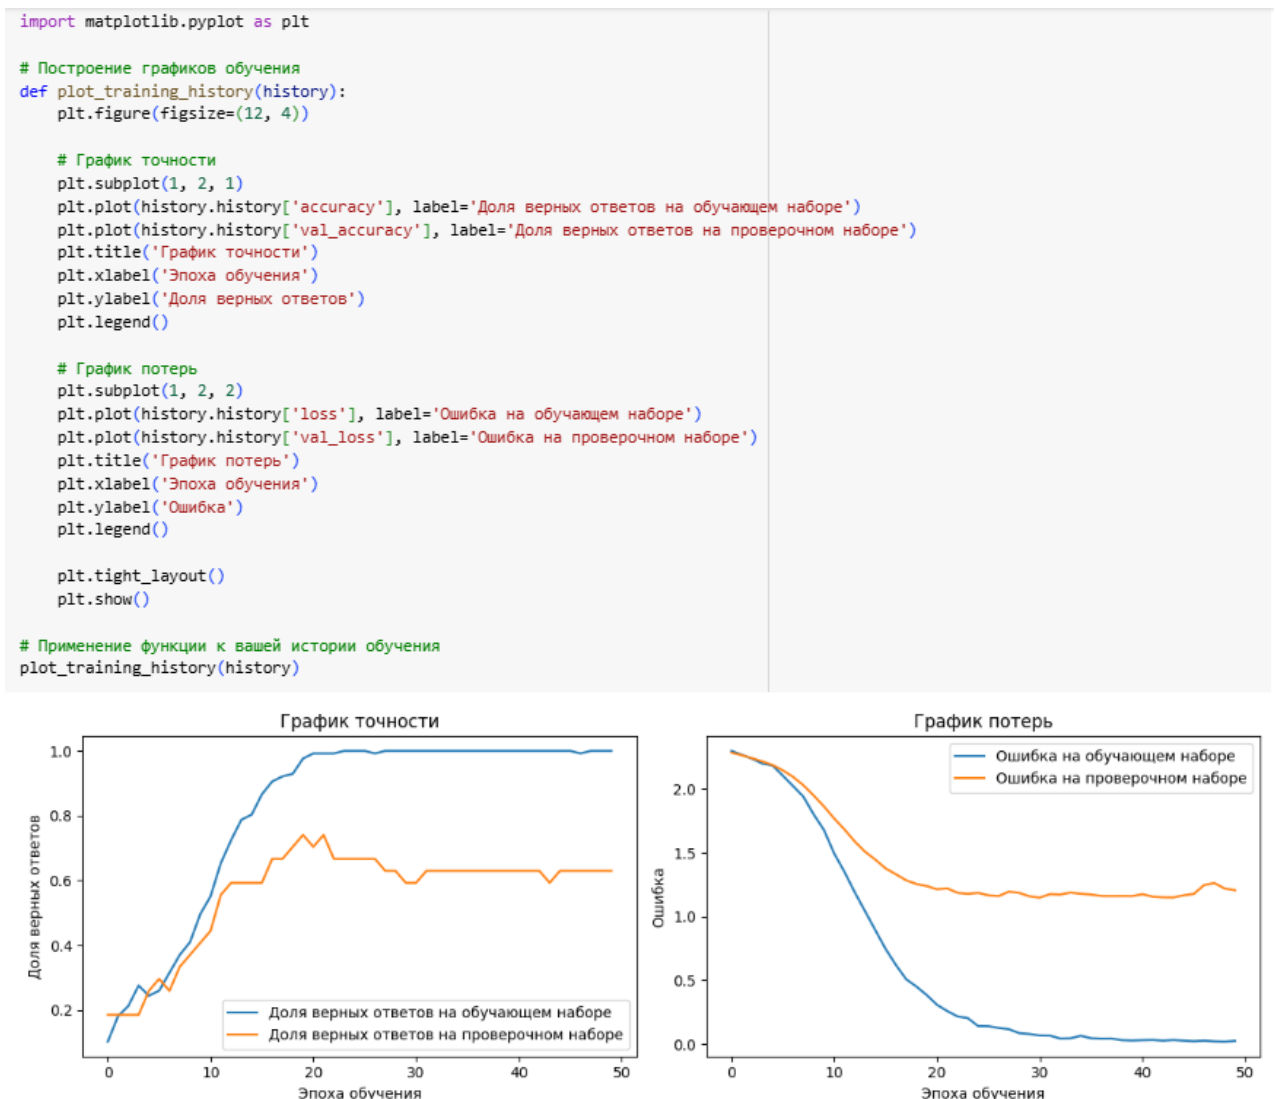 import matplotlib.pyplot as plt
# Построение графиков обучения
def plot_training_history(history):
    plt.figure(figsize=(12, 4))
    # График точности
    plt.subplot(1, 2, 1)
    plt.plot(history.history['accuracy'], label='Доля верных ответов на обучающем наборе')
    plt.plot(history.history['val_accuracy'], label='Доля верных ответов на проверочном наборе')
    plt.title('График точности')
    plt.xlabel('Эпоха обучения')
    plt.ylabel('Доля верных ответов')
    plt.legend()
    # График потерь
    plt.subplot(1, 2, 2)
    plt.plot(history.history['loss'], label='Ошибка на обучающем наборе')
    plt.plot(history.history['val_loss'], label='Ошибка на проверочном наборе')
    plt.title('График потерь')
    plt.xlabel('Эпоха обучения')
    plt.ylabel('Ошибка')
    plt.legend()
    plt.tight_layout()
    plt.show()
# Применение функции к вашей истории обучения
plot_training_history(history)
График точности
Доля верных ответов
1.0
0.8
0.6
0.4
0.2
Доля верных ответов на обучающем наборе
Доля верных ответов на проверочном наборе
0 10 20 30 40 50
Эпоха обучения
График потерь
Ошибка
2.0
1.5
1.0
0.5
0.0
Ошибка на обучающем наборе
Ошибка на проверочном наборе
0 10 20 30 40 50
Эпоха обучения